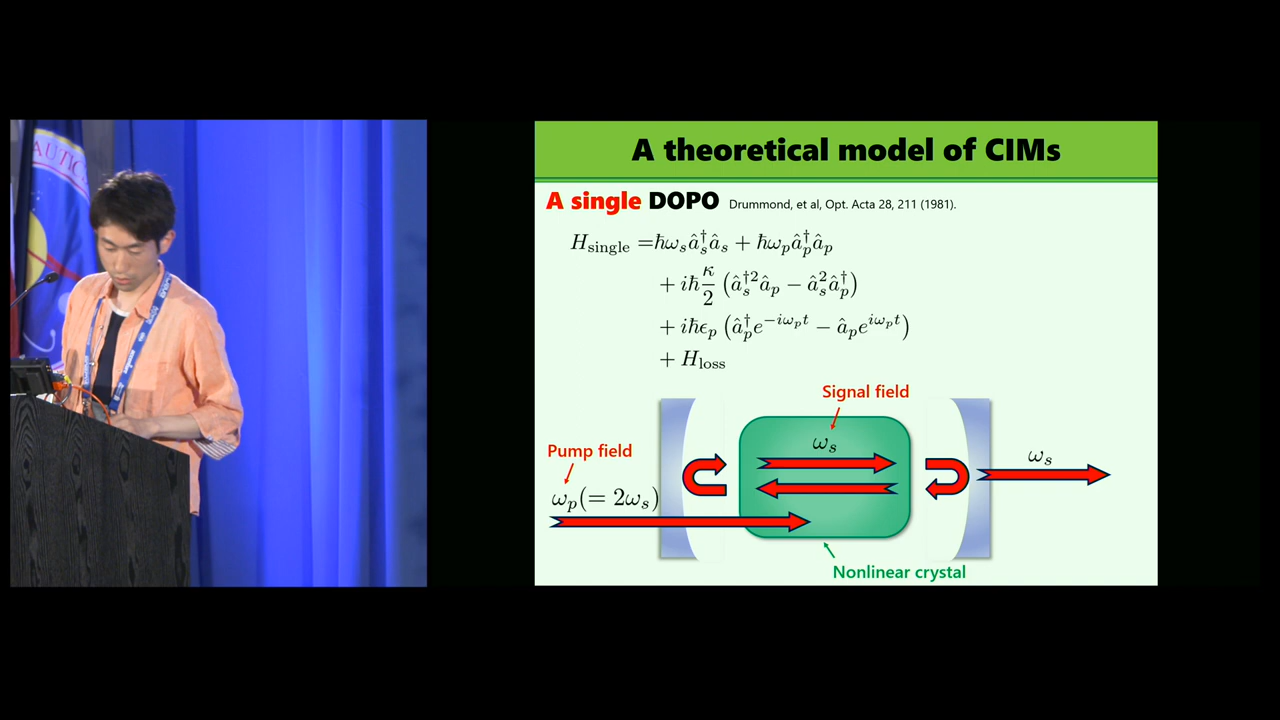 AUTIC
A theoretical model of CIMs
A single DOPO Drummond, et al, Opt. Acta 28, 211 (1981).
H_single =ħω_s â_s^† â_s + ħω_p â_p^† â_p
+ iħ κ/2 (â_s^†2 â_p − â_s^2 â_p^†)
+ iħε_p (â_p^† e^{−iω_p t} − â_p e^{iω_p t})
+ H_loss
Signal field
ω_s
Pump field
ω_s
ω_p(= 2ω_s)
Nonlinear crystal